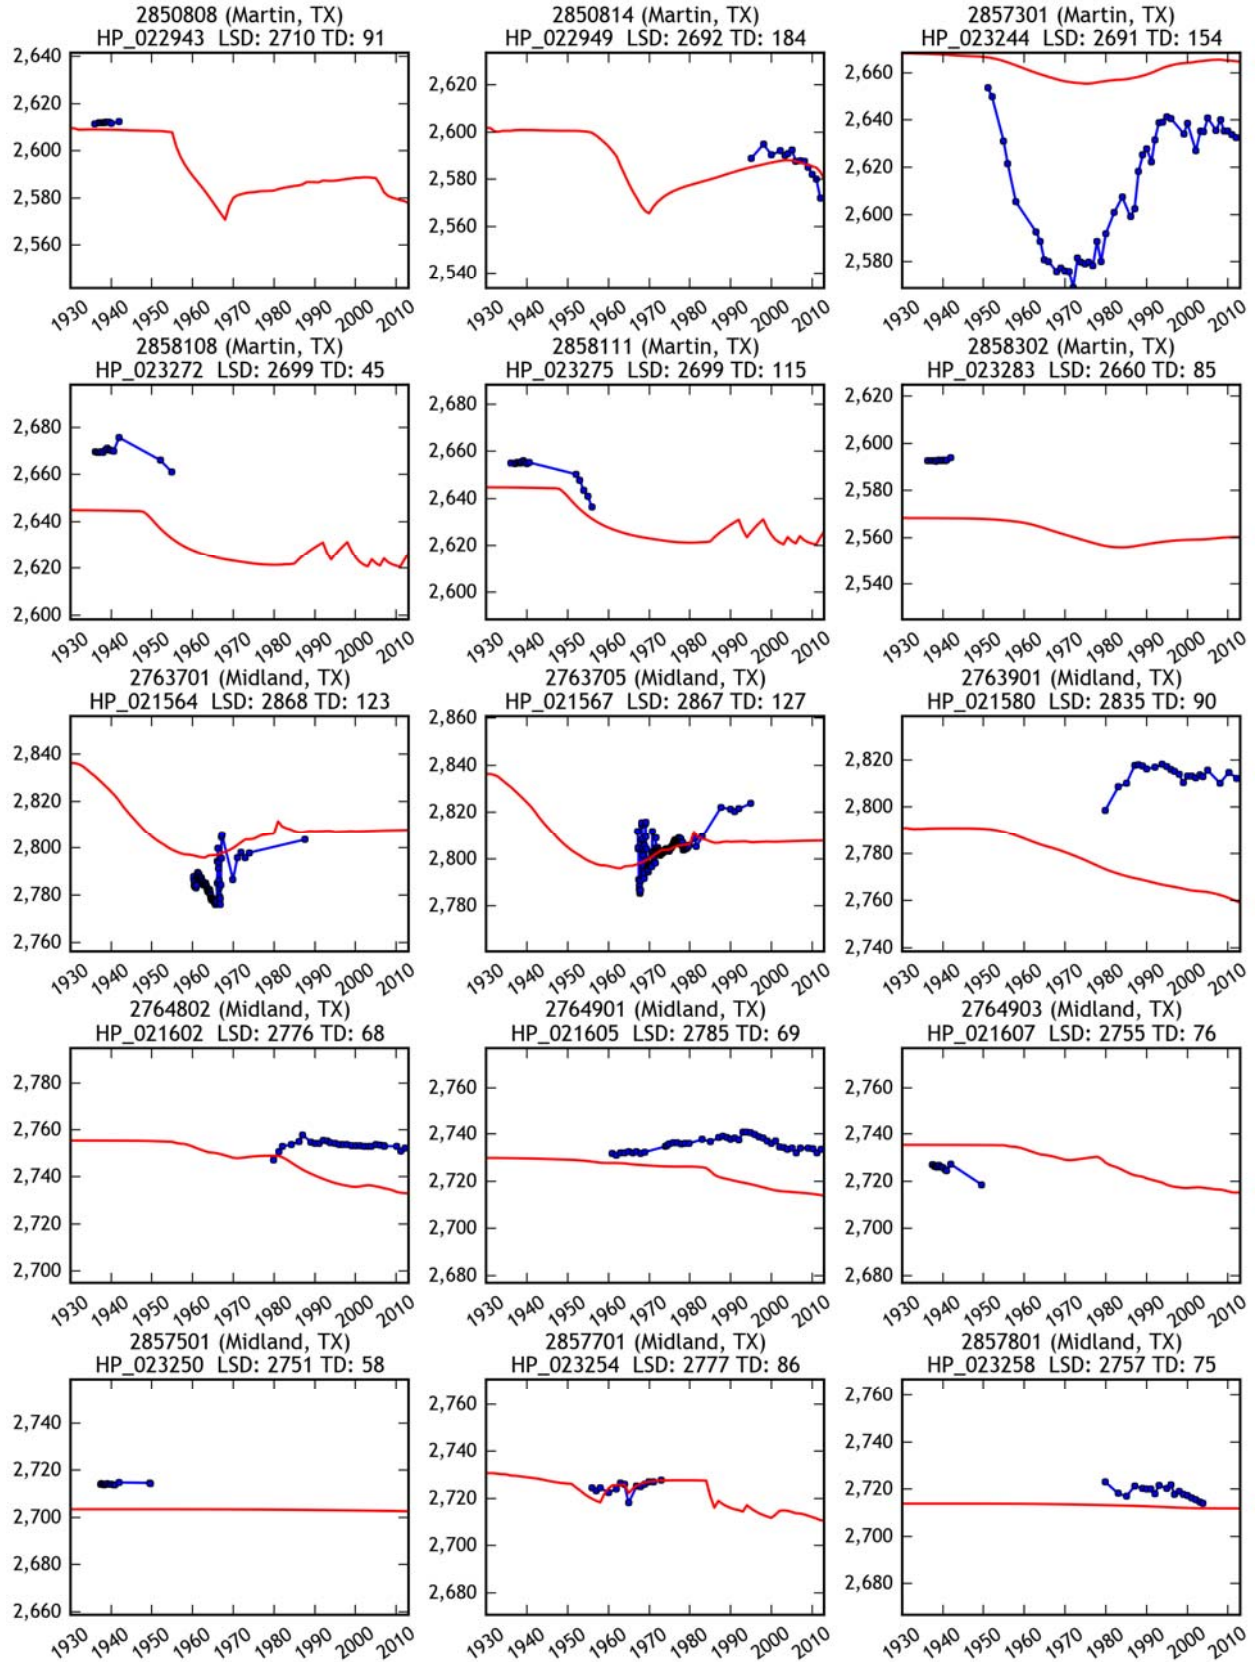 2850808 (Martin, TX)
HP_022943 LSD: 2710 TD: 91
2,640
2,620
2,600
2,580
2,560
1930 1940 1950 1960 1970 1980 1990 2000 2010
2850814 (Martin, TX)
HP_022949 LSD: 2692 TD: 184
2,620
2,600
2,580
2,560
2,540
1930 1940 1950 1960 1970 1980 1990 2000 2010
2857301 (Martin, TX)
HP_023244 LSD: 2691 TD: 154
2,660
2,640
2,620
2,600
2,580
1930 1940 1950 1960 1970 1980 1990 2000 2010
2858108 (Martin, TX)
HP_023272 LSD: 2699 TD: 45
2,680
2,660
2,640
2,620
2,600
1930 1940 1950 1960 1970 1980 1990 2000 2010
2858111 (Martin, TX)
HP_023275 LSD: 2699 TD: 115
2,680
2,660
2,640
2,620
2,600
1930 1940 1950 1960 1970 1980 1990 2000 2010
2858302 (Martin, TX)
HP_023283 LSD: 2660 TD: 85
2,620
2,600
2,580
2,560
2,540
1930 1940 1950 1960 1970 1980 1990 2000 2010
2763701 (Midland, TX)
HP_021564 LSD: 2868 TD: 123
2,840
2,820
2,800
2,780
2,760
1930 1940 1950 1960 1970 1980 1990 2000 2010
2763705 (Midland, TX)
HP_021567 LSD: 2867 TD: 127
2,860
2,840
2,820
2,800
2,780
1930 1940 1950 1960 1970 1980 1990 2000 2010
2763901 (Midland, TX)
HP_021580 LSD: 2835 TD: 90
2,820
2,800
2,780
2,760
2,740
1930 1940 1950 1960 1970 1980 1990 2000 2010
2764802 (Midland, TX)
HP_021602 LSD: 2776 TD: 68
2,780
2,760
2,740
2,720
2,700
1930 1940 1950 1960 1970 1980 1990 2000 2010
2764901 (Midland, TX)
HP_021605 LSD: 2785 TD: 69
2,760
2,740
2,720
2,700
2,680
1930 1940 1950 1960 1970 1980 1990 2000 2010
2764903 (Midland, TX)
HP_021607 LSD: 2755 TD: 76
2,760
2,740
2,720
2,700
2,680
1930 1940 1950 1960 1970 1980 1990 2000 2010
2857501 (Midland, TX)
HP_023250 LSD: 2751 TD: 58
2,740
2,720
2,700
2,680
2,660
1930 1940 1950 1960 1970 1980 1990 2000 2010
2857701 (Midland, TX)
HP_023254 LSD: 2777 TD: 86
2,760
2,740
2,720
2,700
2,680
1930 1940 1950 1960 1970 1980 1990 2000 2010
2857801 (Midland, TX)
HP_023258 LSD: 2757 TD: 75
2,760
2,740
2,720
2,700
2,680
1930 1940 1950 1960 1970 1980 1990 2000 2010